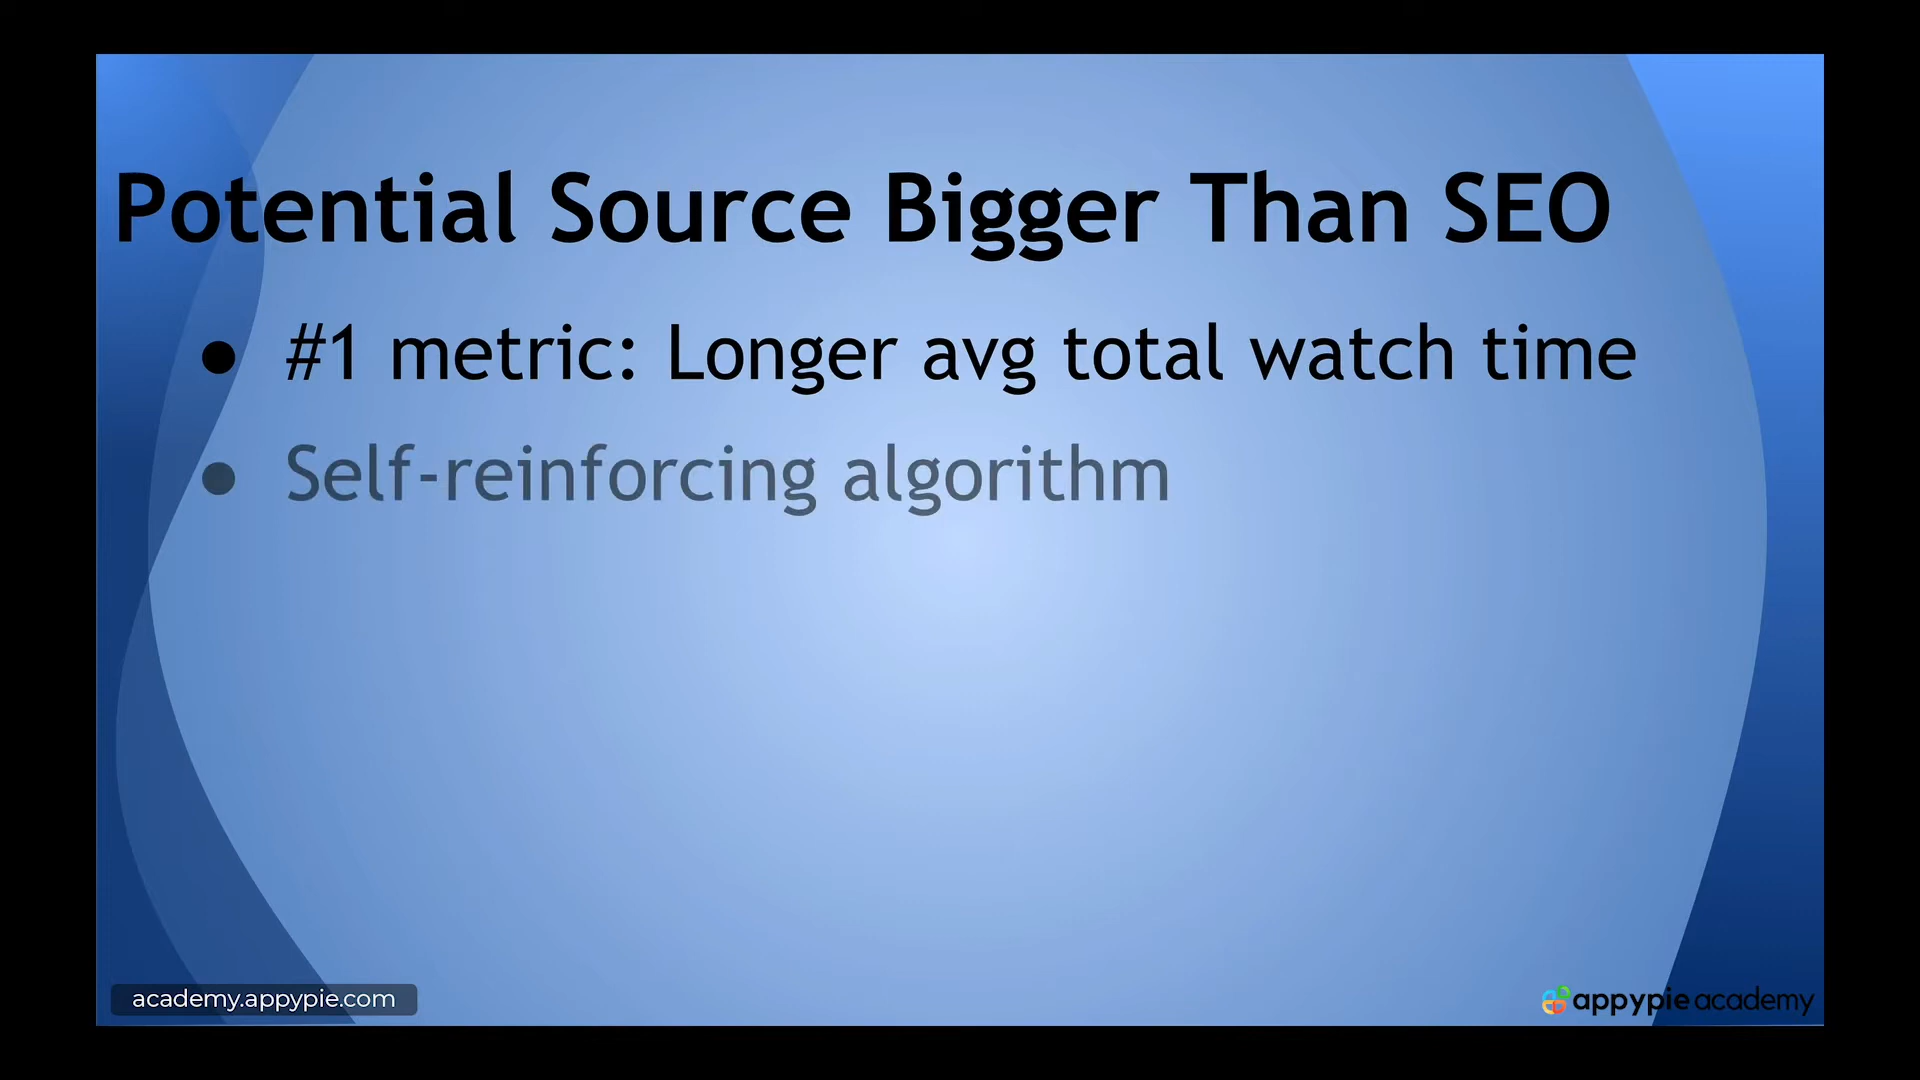 Potential Source Bigger Than SEO
● #1 metric: Longer avg total watch time
● Self-reinforcing algorithm
academy.appypie.com
appypie academy